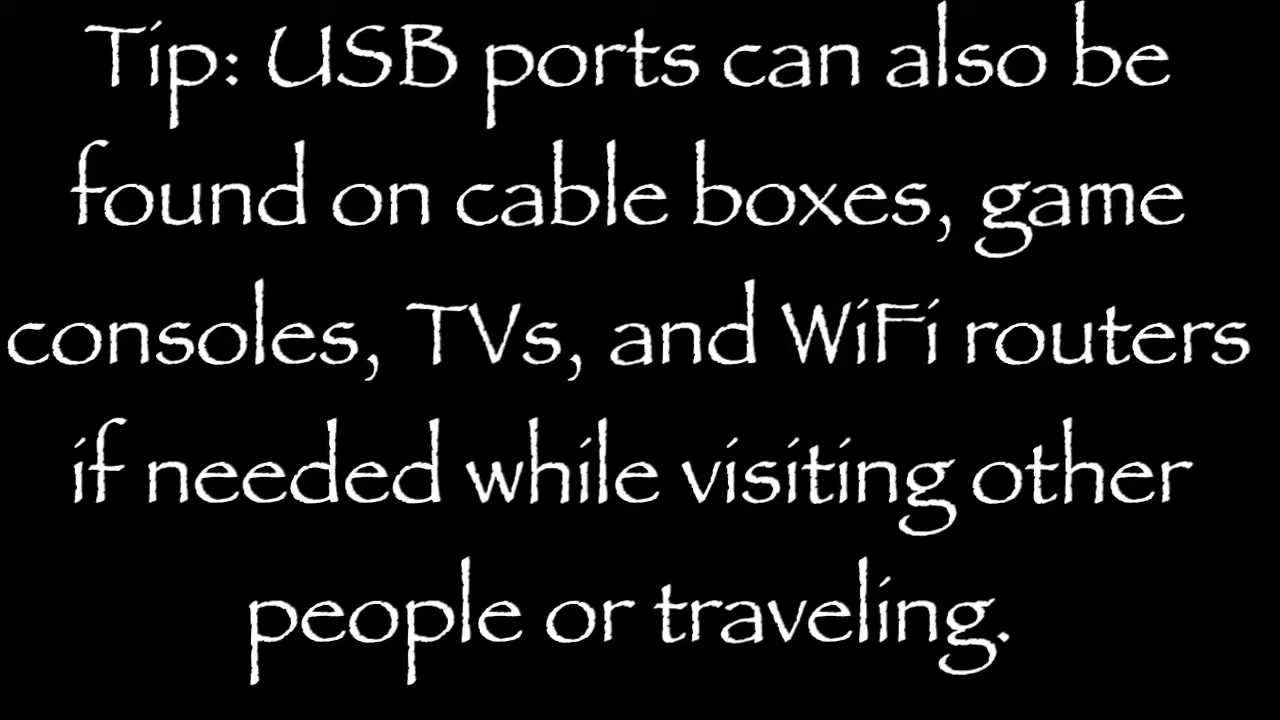 Tip: USB ports can also be
found on cable boxes, game
consoles, TVs, and WiFi routers
if needed while visiting other
people or traveling.